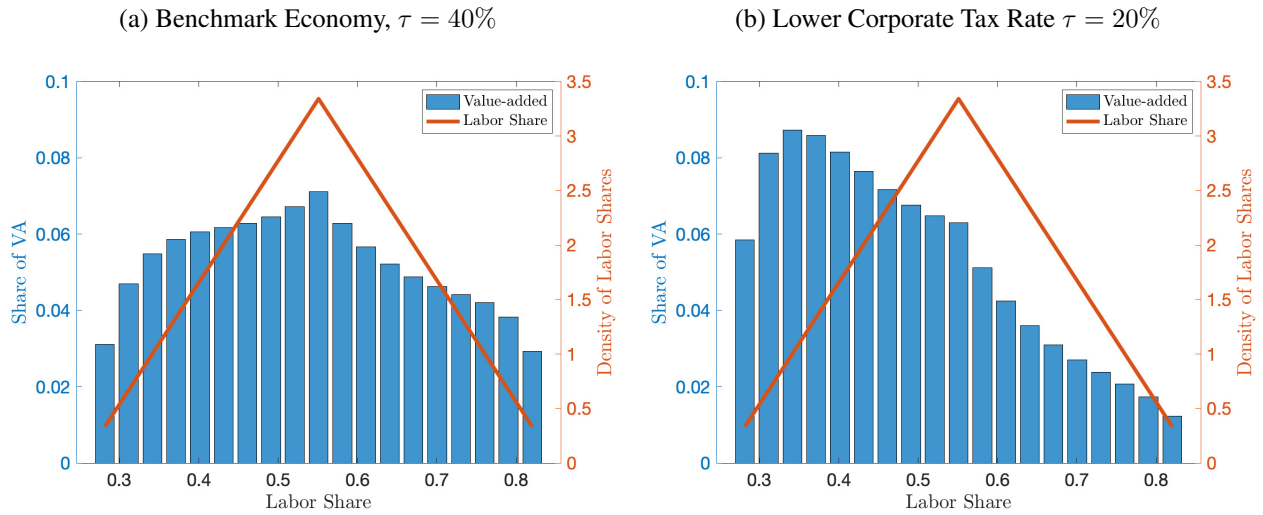 (a) Benchmark Economy, τ = 40%
0.1
0.08
0.06
0.04
0.02
0
Share of VA
3.5
3
2.5
2
1.5
1
0.5
0
Density of Labor Shares
Value-added
Labor Share
0.3 0.4 0.5 0.6 0.7 0.8
Labor Share
(b) Lower Corporate Tax Rate τ = 20%
0.1
0.08
0.06
0.04
0.02
0
Share of VA
3.5
3
2.5
2
1.5
1
0.5
0
Density of Labor Shares
Value-added
Labor Share
0.3 0.4 0.5 0.6 0.7 0.8
Labor Share